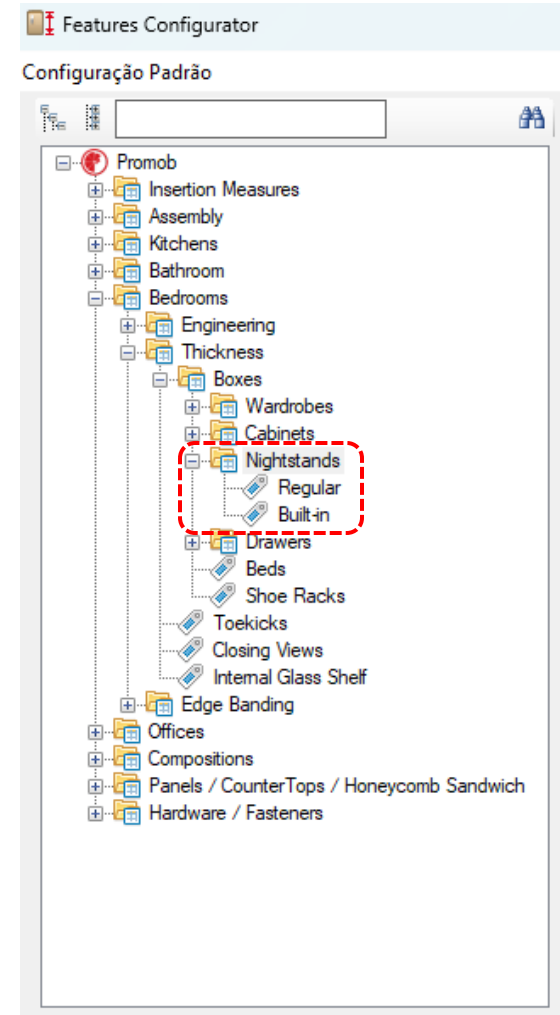 Features Configurator
Configuração Padrão
Promob
Insertion Measures
Assembly
Kitchens
Bathroom
Bedrooms
Engineering
Thickness
Boxes
Wardrobes
Cabinets
Nightstands
Regular
Built-in
Drawers
Beds
Shoe Racks
Toekicks
Closing Views
Internal Glass Shelf
Edge Banding
Offices
Compositions
Panels / CounterTops / Honeycomb Sandwich
Hardware / Fasteners